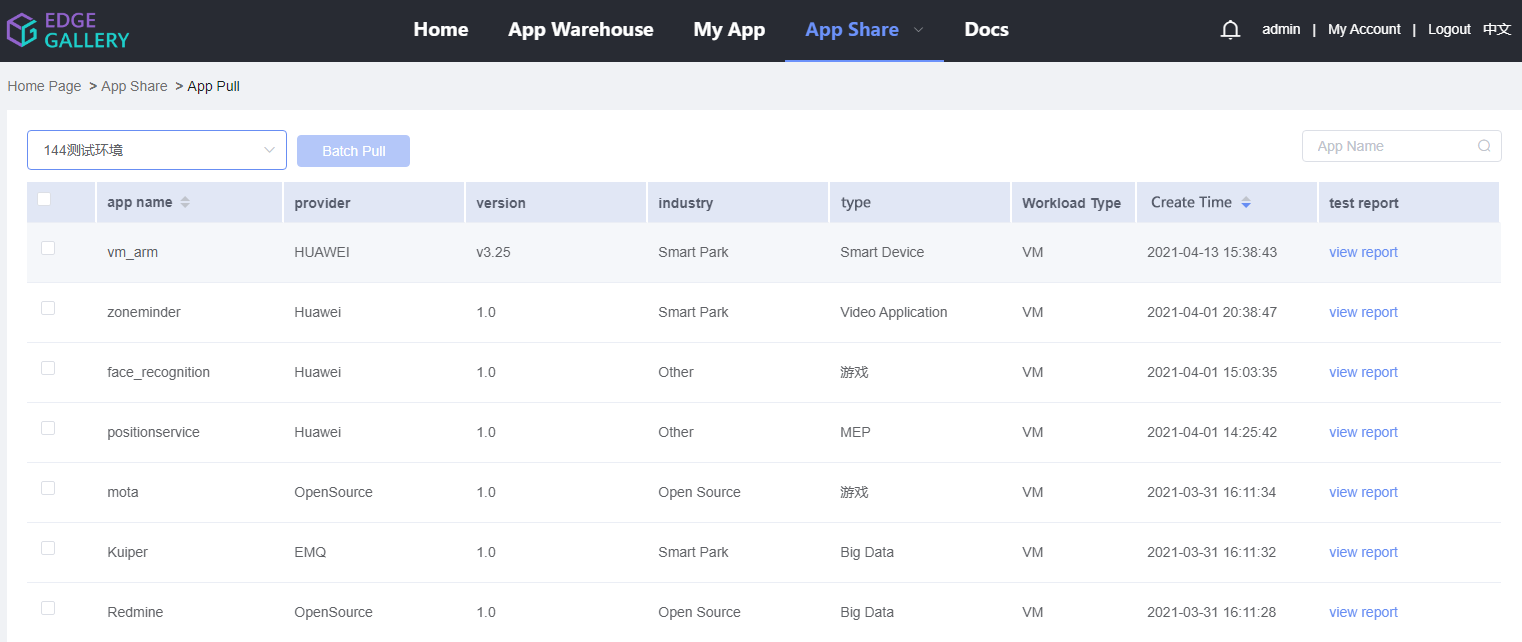 EDGE
GALLERY
Home App Warehouse My App App Share Docs admin | My Account | Logout 中文
Home Page > App Share > App Pull
144测试环境 Batch Pull App Name
app name provider version industry type Workload Type Create Time test report
vm_arm HUAWEI v3.25 Smart Park Smart Device VM 2021-04-13 15:38:43 view report
zoneminder Huawei 1.0 Smart Park Video Application VM 2021-04-01 20:38:47 view report
face_recognition Huawei 1.0 Other 游戏 VM 2021-04-01 15:03:35 view report
positionservice Huawei 1.0 Other MEP VM 2021-04-01 14:25:42 view report
mota OpenSource 1.0 Open Source 游戏 VM 2021-03-31 16:11:34 view report
Kuiper EMQ 1.0 Smart Park Big Data VM 2021-03-31 16:11:32 view report
Redmine OpenSource 1.0 Open Source Big Data VM 2021-03-31 16:11:28 view report